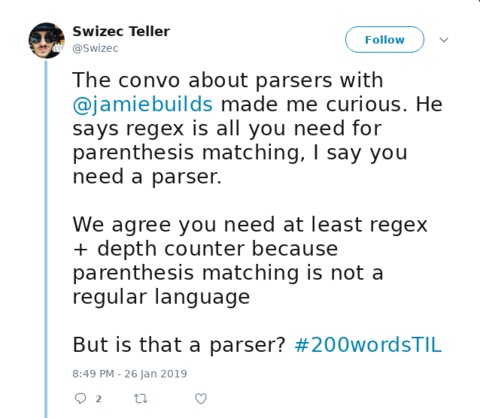 Swizec Teller
@Swizec
Follow
The convo about parsers with
@jamiebuilds made me curious. He
says regex is all you need for
parenthesis matching, I say you
need a parser.
We agree you need at least regex
+ depth counter because
parenthesis matching is not a
regular language
But is that a parser? #200wordsTIL
8:49 PM - 26 Jan 2019
2